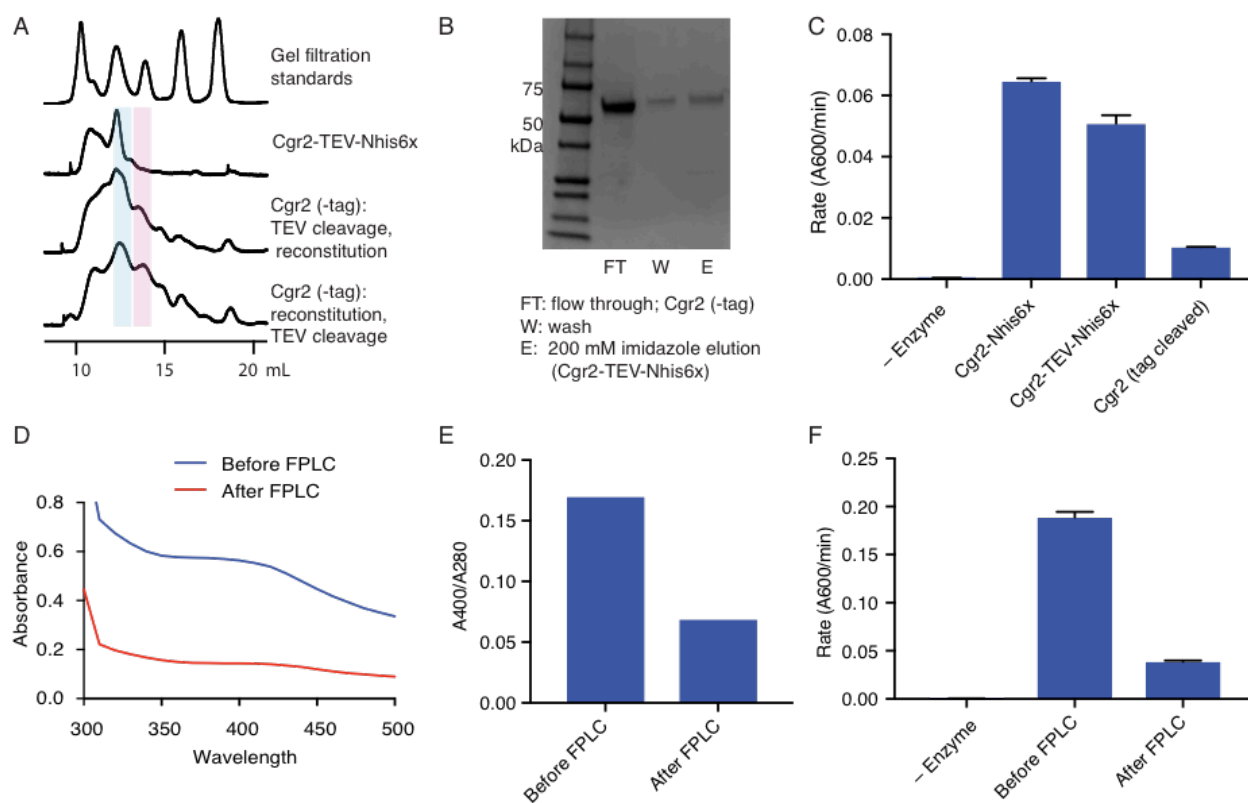 A
Gel filtration
standards
Cgr2-TEV-Nhis6x
Cgr2 (-tag):
TEV cleavage,
reconstitution
Cgr2 (-tag):
reconstitution,
TEV cleavage
10
15
20
mL
B
75
50
kDa
FT
W
E
FT: flow through; Cgr2 (-tag)
W: wash
E: 200 mM imidazole elution
(Cgr2-TEV-Nhis6x)
C
Rate (A600/min)
0.08
0.06
0.04
0.02
0.00
– Enzyme
Cgr2-Nhis6x
Cgr2-TEV-Nhis6x
Cgr2 (tag cleaved)
D
Before FPLC
After FPLC
Absorbance
0.8
0.6
0.4
0.2
0.0
300
350
400
450
500
Wavelength
E
A400/A280
0.20
0.15
0.10
0.05
0.00
Before FPLC
After FPLC
F
Rate (A600/min)
0.25
0.20
0.15
0.10
0.05
0.00
– Enzyme
Before FPLC
After FPLC